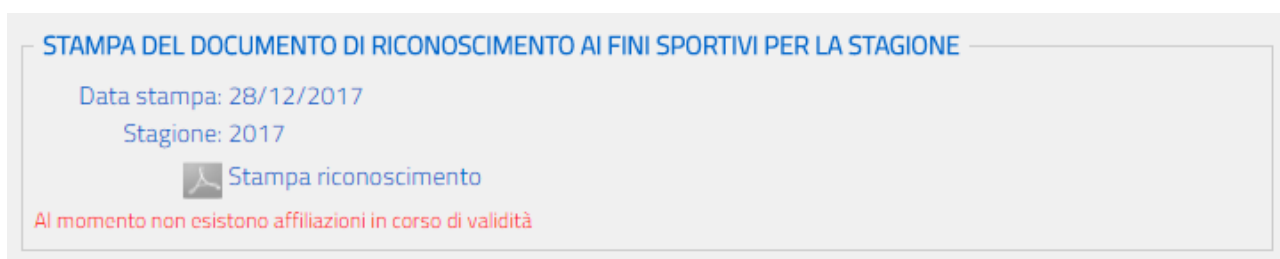 STAMPA DEL DOCUMENTO DI RICONOSCIMENTO AI FINI SPORTIVI PER LA STAGIONE
Data stampa: 28/12/2017
Stagione: 2017
Stampa riconoscimento
Al momento non esistono affiliazioni in corso di validità